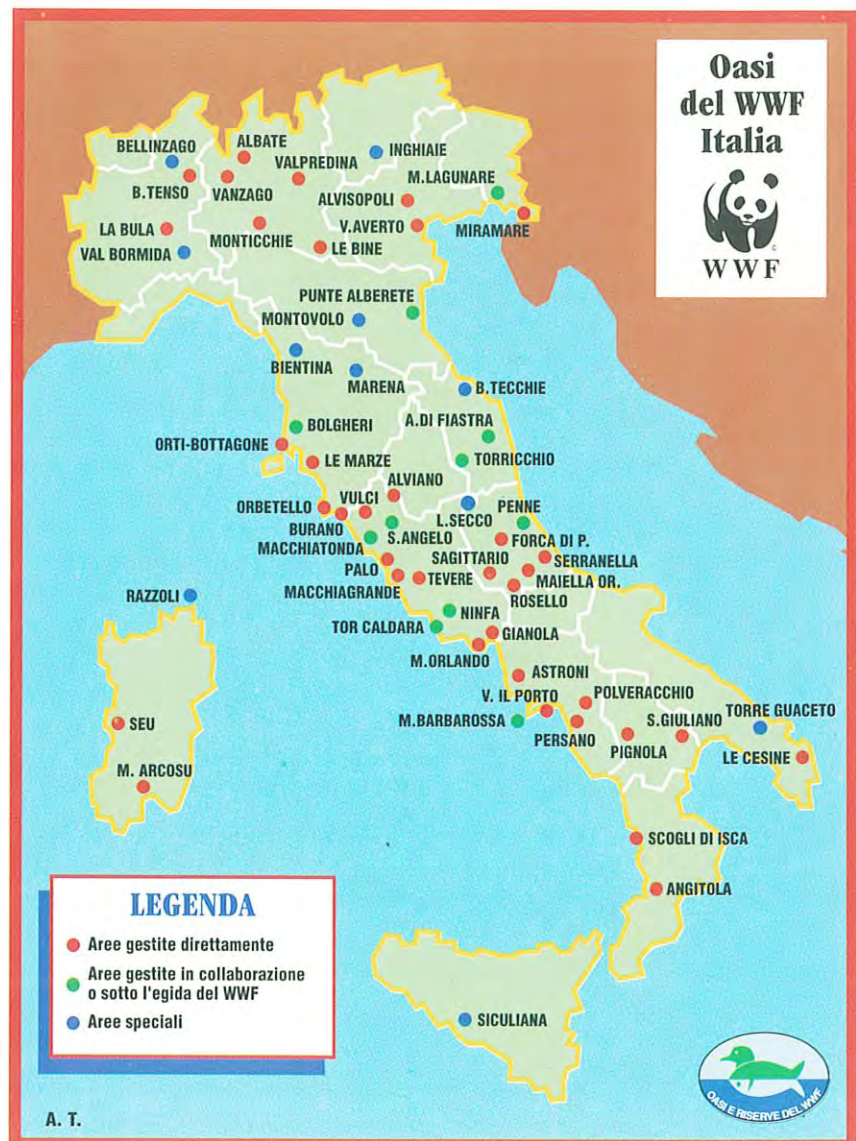 Oasi
del WWF
Italia
WWF
BELLINZAGO
ALBATE
VALPREDINA
INGHIAIE
M.LAGUNARE
B.TENSO
VANZAGO
ALVISOPOLI
V.AVERTO
MIRAMARE
LA BULA
MONTICCHIE
LE BINE
VAL BORMIDA
PUNTE ALBERETE
MONTOVOLO
BIENTINA
MARENA
B.TECCHIE
A.DI FIASTRA
BOLGHERI
ORTI-BOTTAGONE
TORRICCHIO
LE MARZE
ALVIANO
ORBETELLO
VULCI
PENNE
BURANO
L.SECCO
S.ANGELO
FORCA DI P.
MACCHIATONDA
SAGITTARIO
SERRANELLA
PALO
TEVERE
MAIELLA OR.
MACCHIAGRANDE
ROSELLO
RAZZOLI
NINFA
TOR CALDARA
GIANOLA
M.ORLANDO
ASTRONI
V. IL PORTO
POLVERACCHIO
M.BARBAROSSA
S.GIULIANO
TORRE GUACETO
SEU
PERSANO
PIGNOLA
LE CESINE
M. ARCOSU
SCOGLI DI ISCA
ANGITOLA
LEGENDA
Aree gestite direttamente
Aree gestite in collaborazione
o sotto l'egida del WWF
Aree speciali
SICULIANA
OASI E RISERVE DEL WWF
A. T.